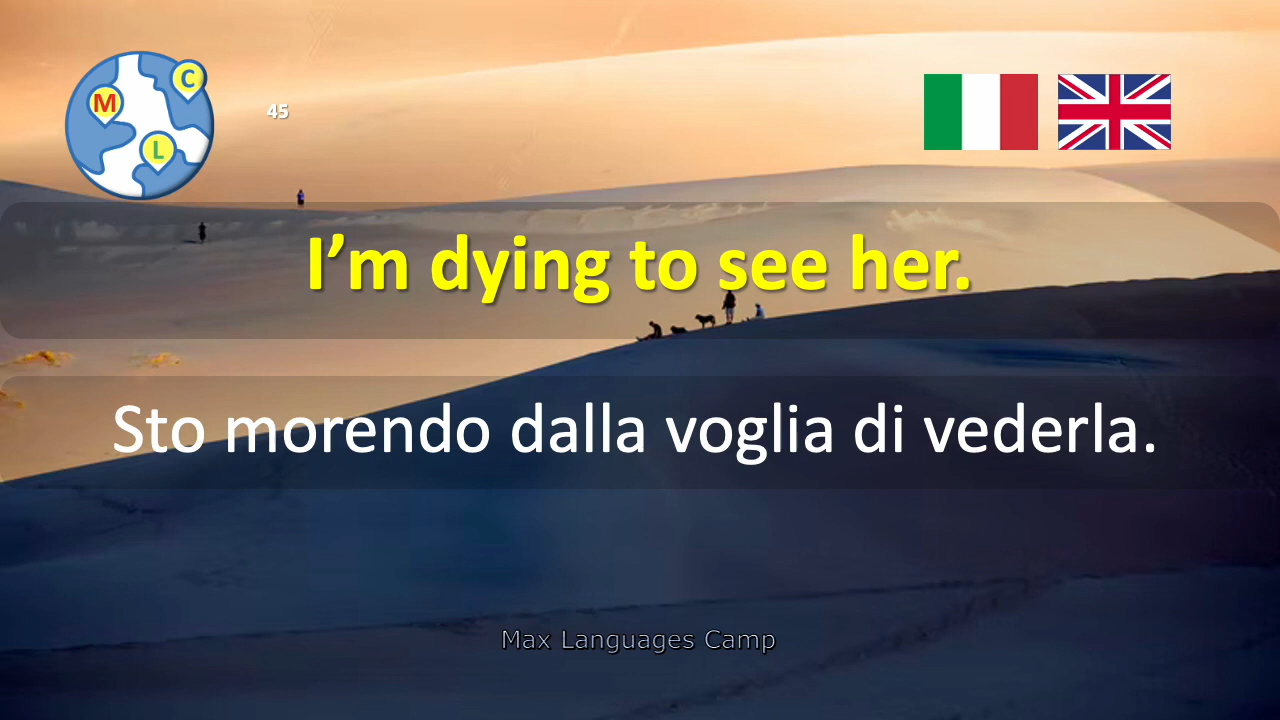 C
M
L
45
I’m dying to see her.
Sto morendo dalla voglia di vederla.
Max Languages Camp